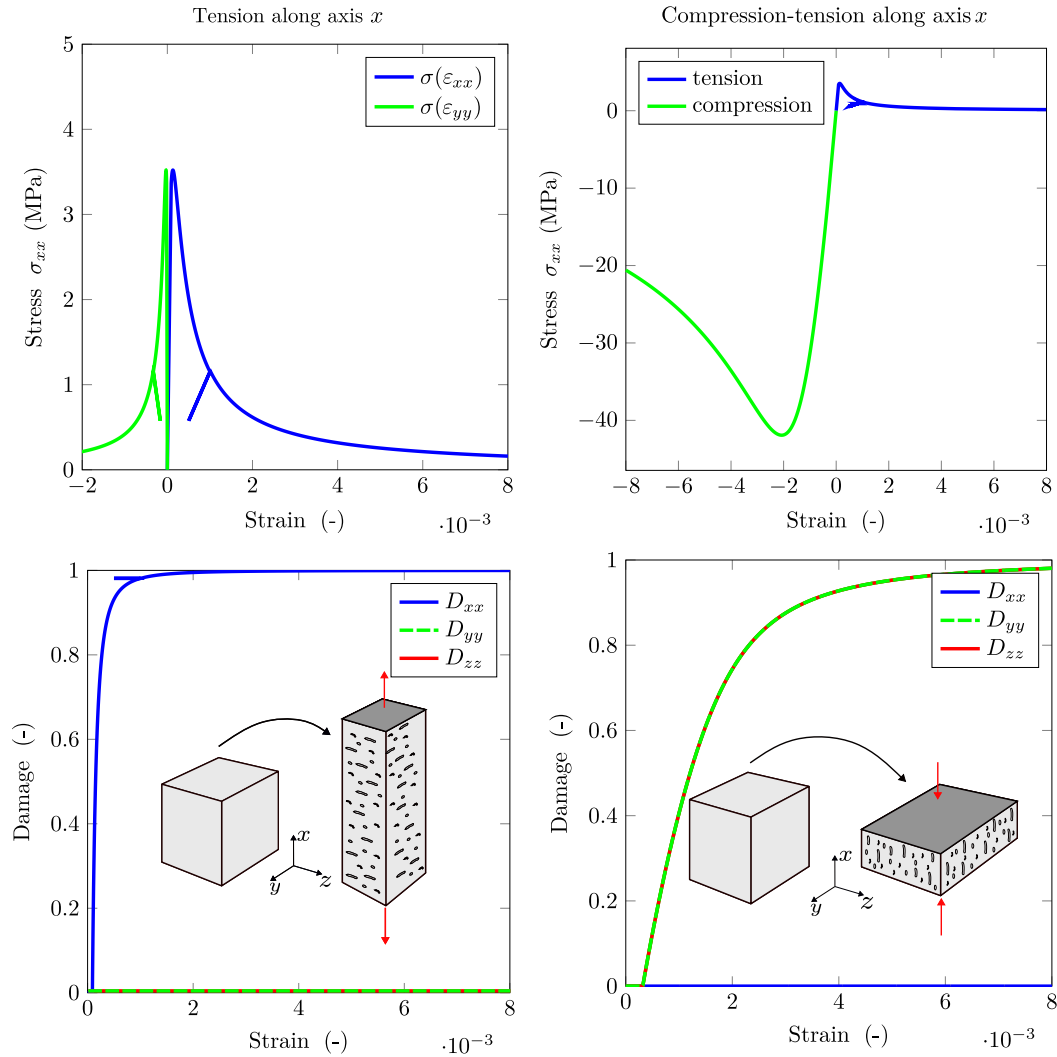 Tension along axis x
5
4
3
2
1
0
−2
0
2
4
6
8
Stress σxx (MPa)
Strain (-)
·10−3
σ(εxx)
σ(εyy)
Compression-tension along axis x
0
−10
−20
−30
−40
−8
−6
−4
−2
0
2
4
6
8
Stress σxx (MPa)
Strain (-)
·10−3
tension
compression
1
0.8
0.6
0.4
0.2
0
0
2
4
6
8
Damage (-)
Strain (-)
·10−3
Dxx
Dyy
Dzz
x
y
z
1
0.8
0.6
0.4
0.2
0
0
2
4
6
8
Damage (-)
Strain (-)
·10−3
Dxx
Dyy
Dzz
x
y
z